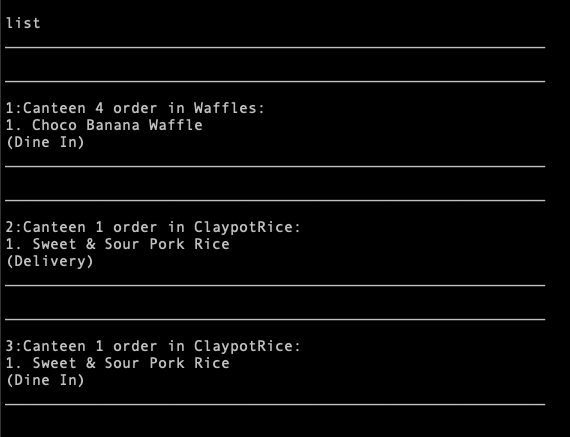 list
1:Canteen 4 order in Waffles:
1. Choco Banana Waffle
(Dine In)
2:Canteen 1 order in ClaypotRice:
1. Sweet & Sour Pork Rice
(Delivery)
3:Canteen 1 order in ClaypotRice:
1. Sweet & Sour Pork Rice
(Dine In)